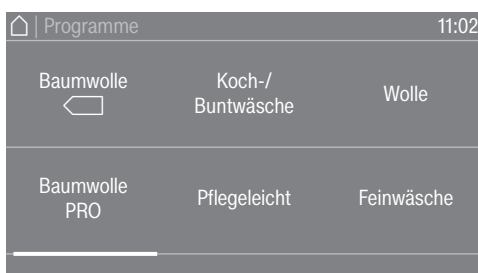 | Programme 11:02
Baumwolle
Koch-/
Buntwäsche
Wolle
Baumwolle
PRO
Pflegeleicht
Feinwäsche